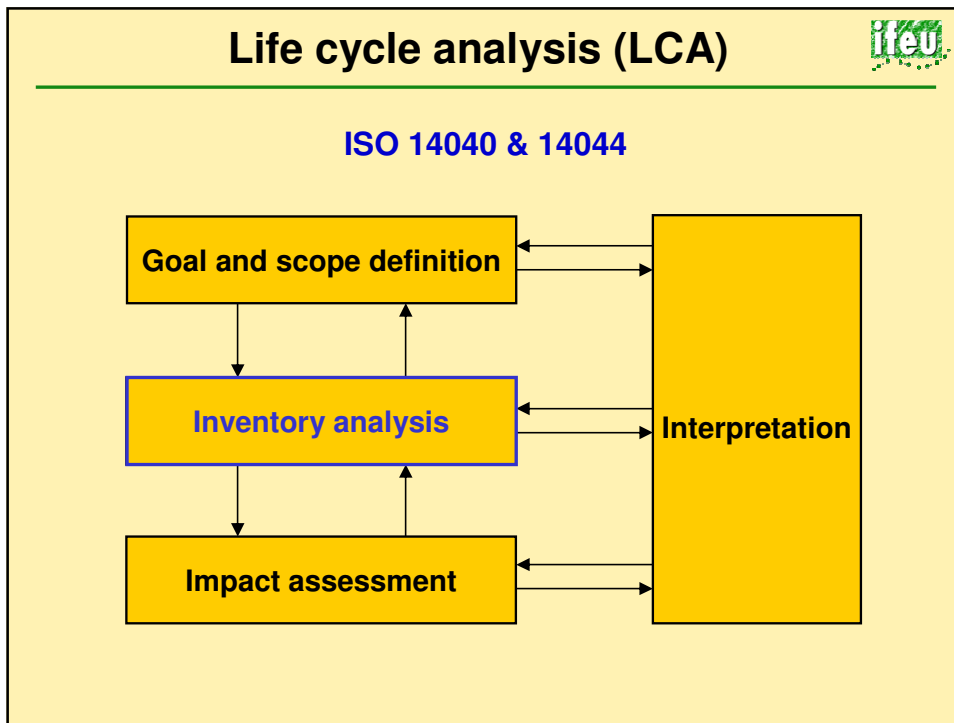 Life cycle analysis (LCA)
ifeu
ISO 14040 & 14044
Goal and scope definition
Inventory analysis
Interpretation
Impact assessment